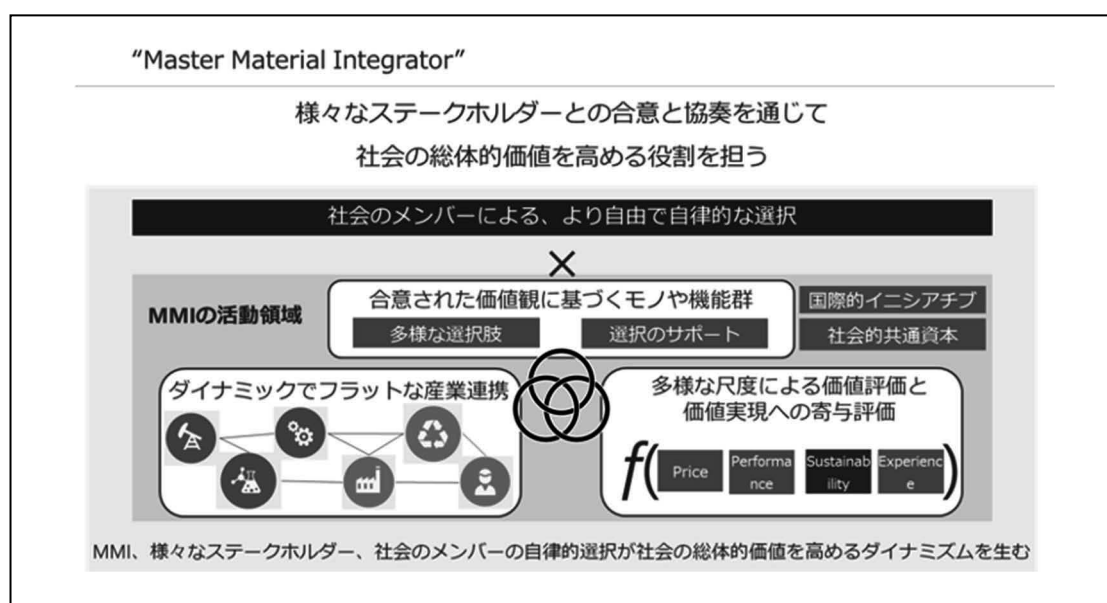 “Master Material Integrator”
様々なステークホルダーとの合意と協奏を通じて
社会の総体的価値を高める役割を担う
社会のメンバーによる、より自由で自律的な選択
×
MMIの活動領域
合意された価値観に基づくモノや機能群
多様な選択肢
選択のサポート
国際的イニシアチブ
社会的共通資本
ダイナミックでフラットな産業連携
多様な尺度による価値評価と
価値実現への寄与評価
f(
Price
Performa
nce
Sustainab
ility
Experienc
e
)
MMI、様々なステークホルダー、社会のメンバーの自律的選択が社会の総体的価値を高めるダイナミズムを生む